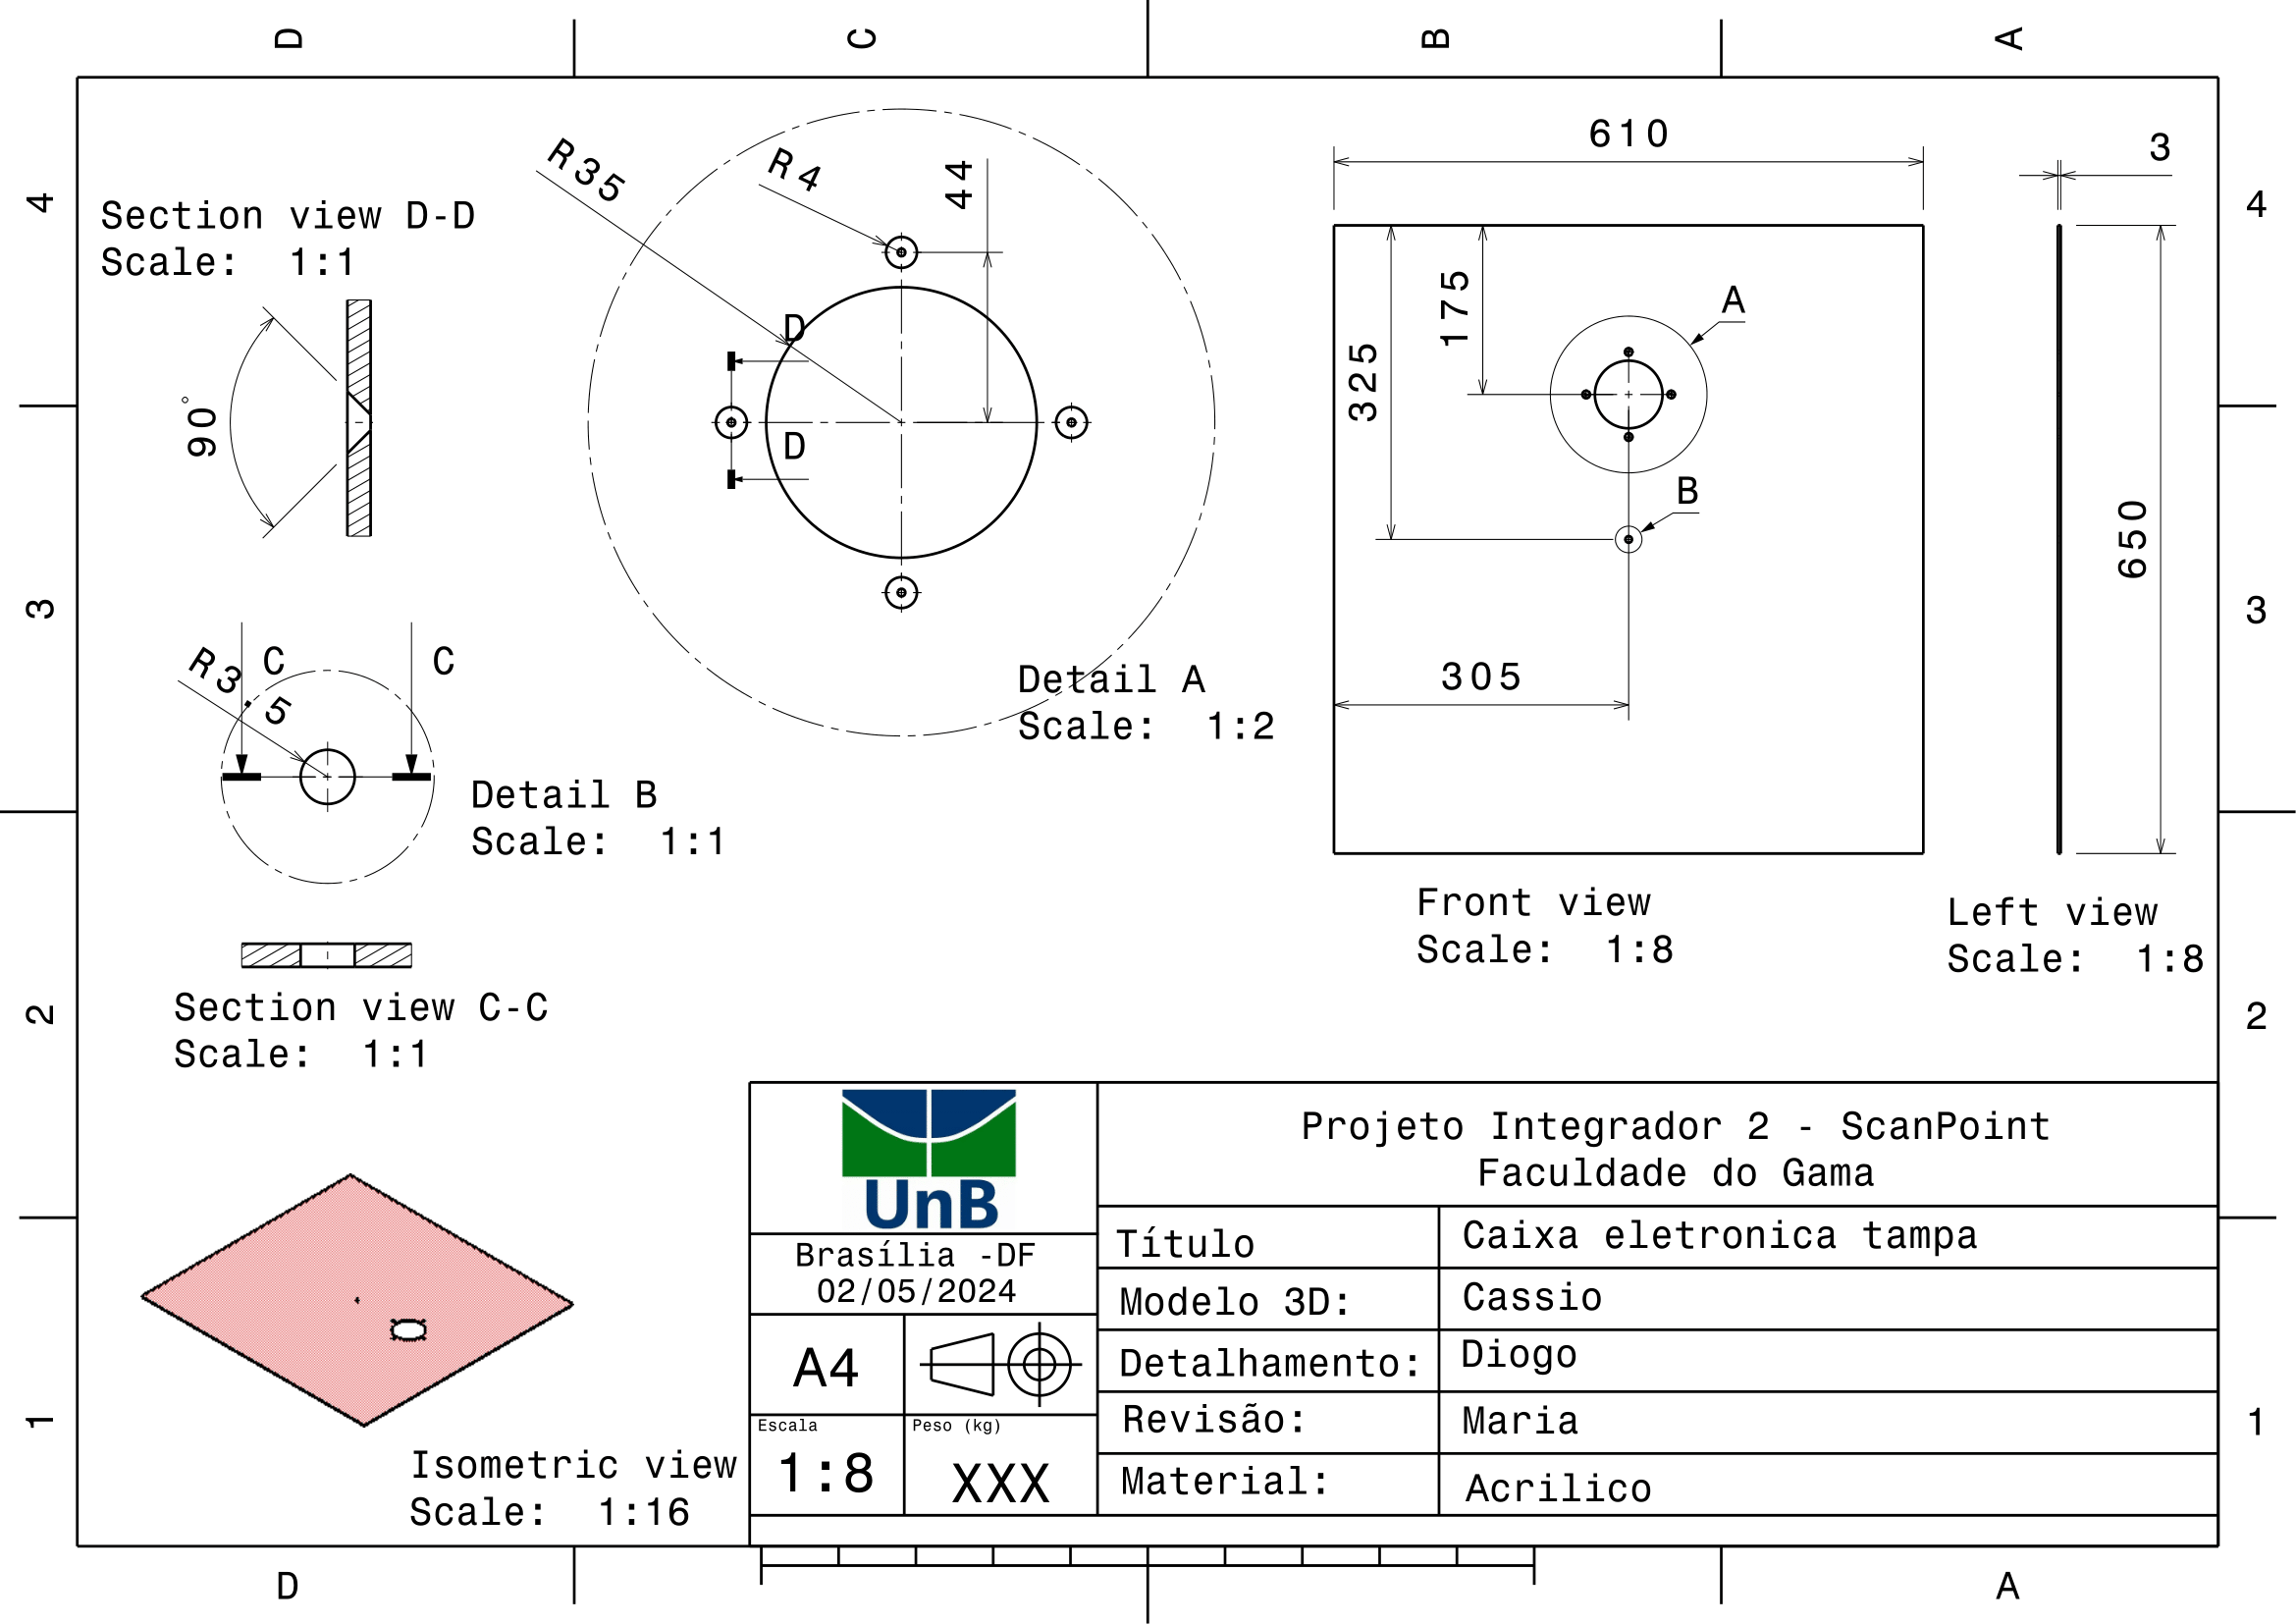 D
C
B
A
4
4
3
3
2
2
1
1
D
A
Section view D-D
Scale: 1:1
90°
R35
R4
44
D
D
Detail A
Scale: 1:2
R3.5
C
C
Detail B
Scale: 1:1
Section view C-C
Scale: 1:1
610
175
325
305
A
B
Front view
Scale: 1:8
3
650
Left view
Scale: 1:8
Isometric view
Scale: 1:16
UnB
Brasília -DF
02/05/2024
A4
Escala
1:8
Peso (kg)
XXX
Projeto Integrador 2 - ScanPoint
Faculdade do Gama
Título
Caixa eletronica tampa
Modelo 3D:
Cassio
Detalhamento:
Diogo
Revisão:
Maria
Material:
Acrilico